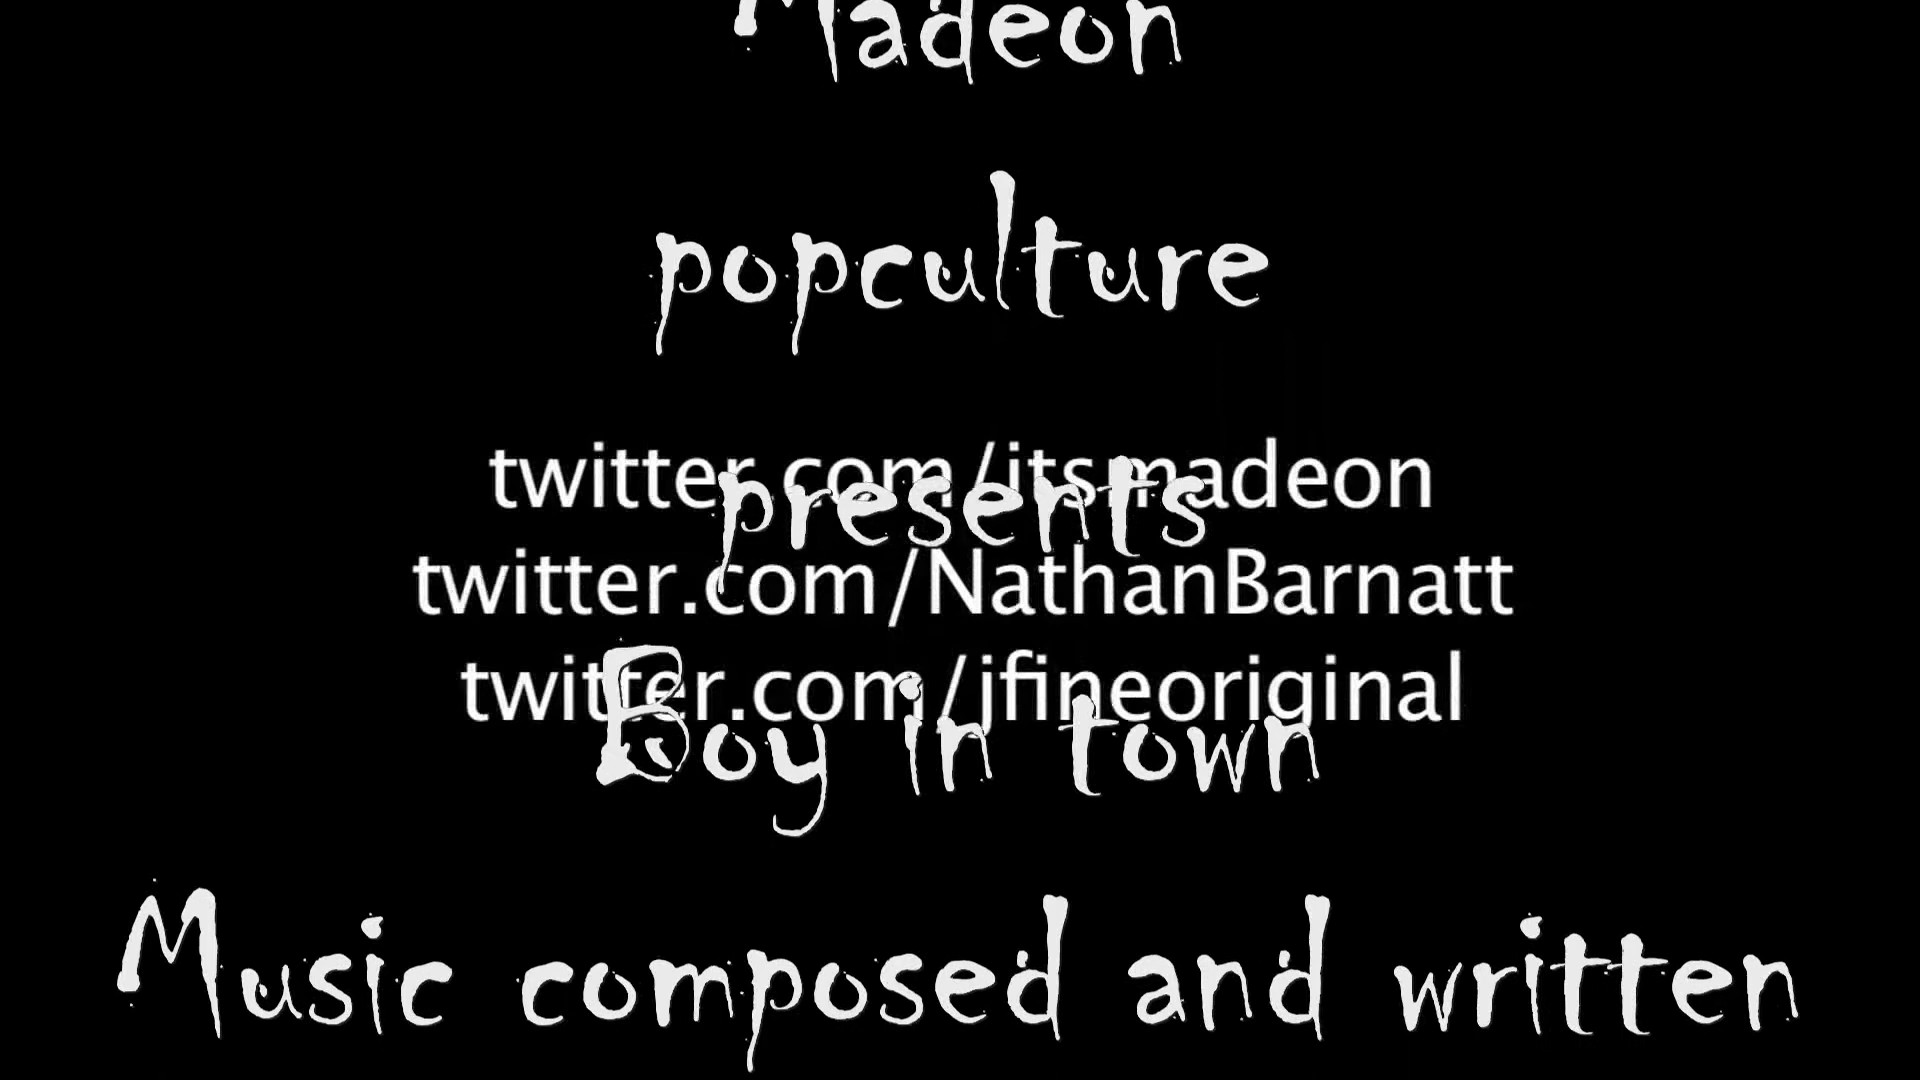 Madeon
popculture
twitter.com/itsmadeon
presents
twitter.com/NathanBarnatt
twitter.com/jfineoriginal
Boy in town
Music composed and written